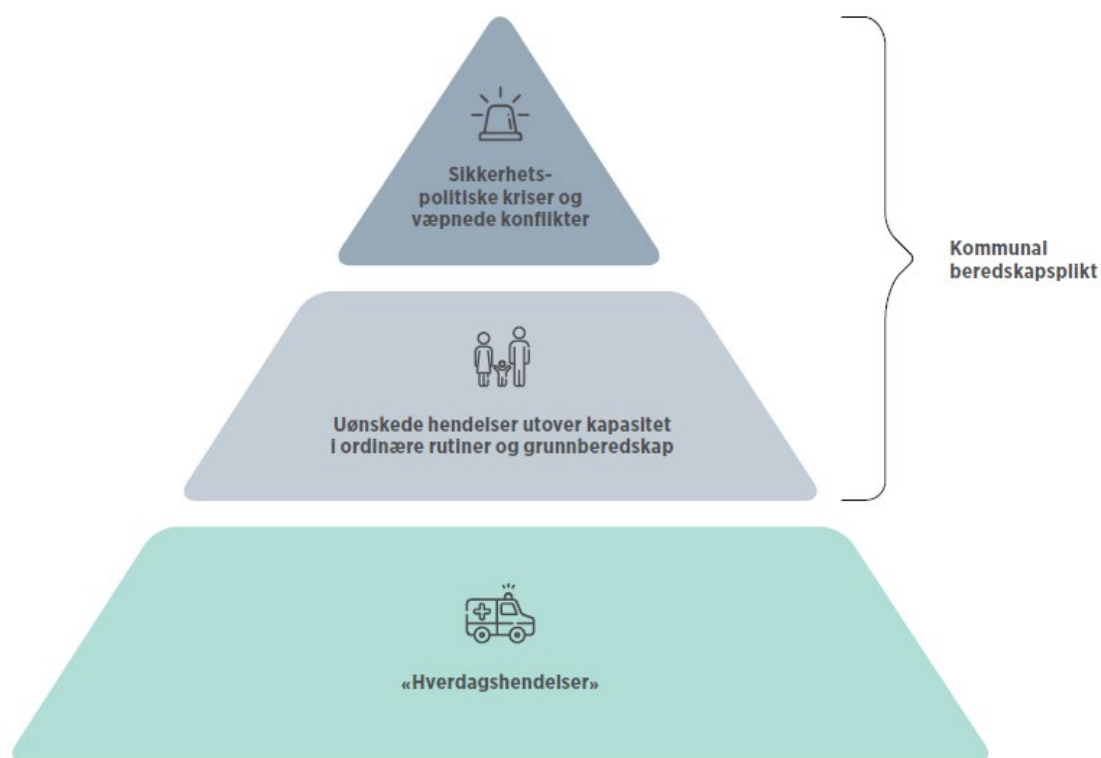 Sikkerhets-
politiske kriser og
væpnede konflikter
Kommunal
beredskapsplikt
Uønskede hendelser utover kapasitet
i ordinære rutiner og grunnberedskap
«Hverdagshendelser»